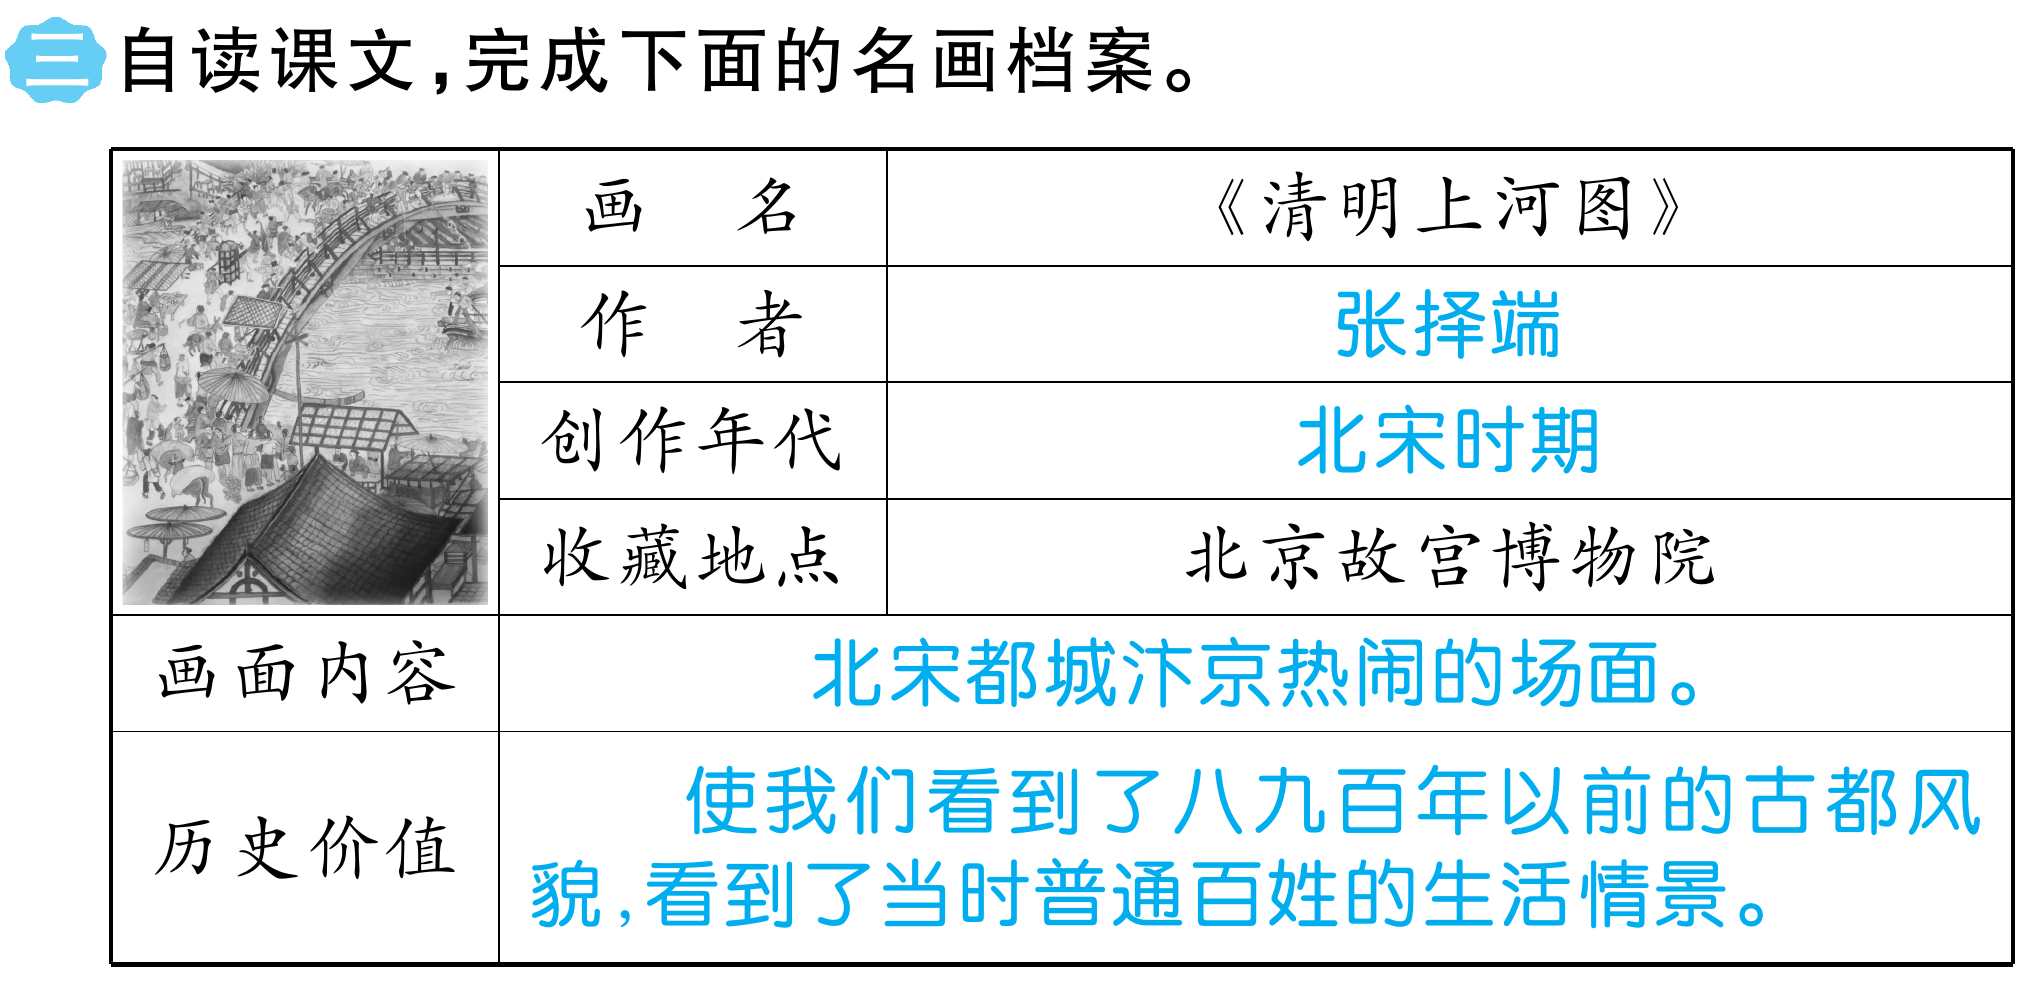 三 自读课文,完成下面的名画档案。
画 名 《清明上河图》
作 者 张择端
创作年代 北宋时期
收藏地点 北京故宫博物院
画面内容 北宋都城汴京热闹的场面。
历史价值 使我们看到了八九百年以前的古都风
貌,看到了当时普通百姓的生活情景。